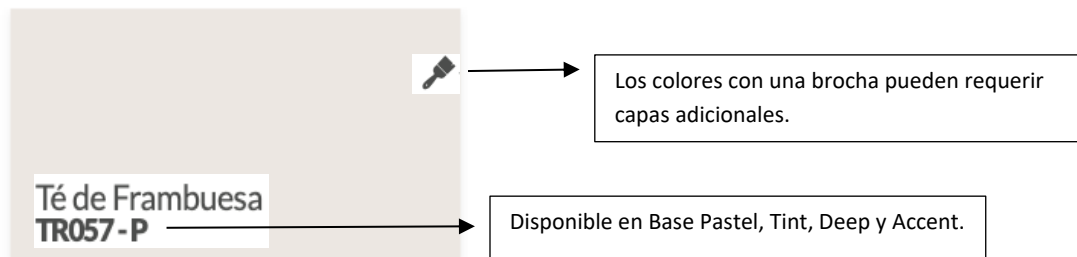 Los colores con una brocha pueden requerir
capas adicionales.
Té de Frambuesa
TR057-P
Disponible en Base Pastel, Tint, Deep y Accent.